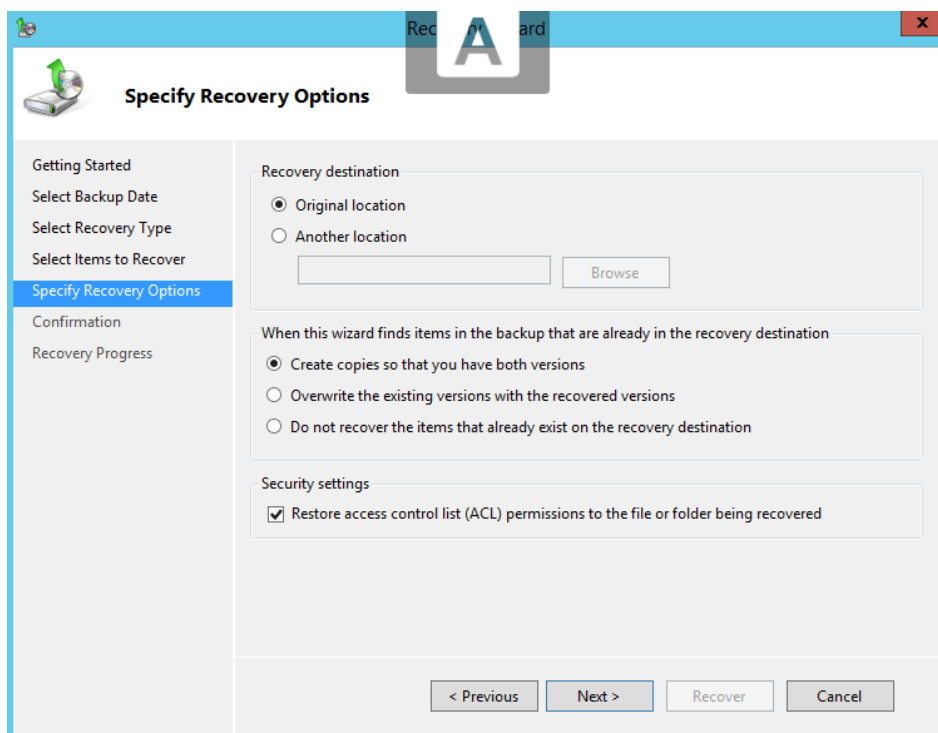 Rec ard
A
Specify Recovery Options
Getting Started
Select Backup Date
Select Recovery Type
Select Items to Recover
Specify Recovery Options
Confirmation
Recovery Progress
Recovery destination
Original location
Another location
Browse
When this wizard finds items in the backup that are already in the recovery destination
Create copies so that you have both versions
Overwrite the existing versions with the recovered versions
Do not recover the items that already exist on the recovery destination
Security settings
Restore access control list (ACL) permissions to the file or folder being recovered
< Previous
Next >
Recover
Cancel